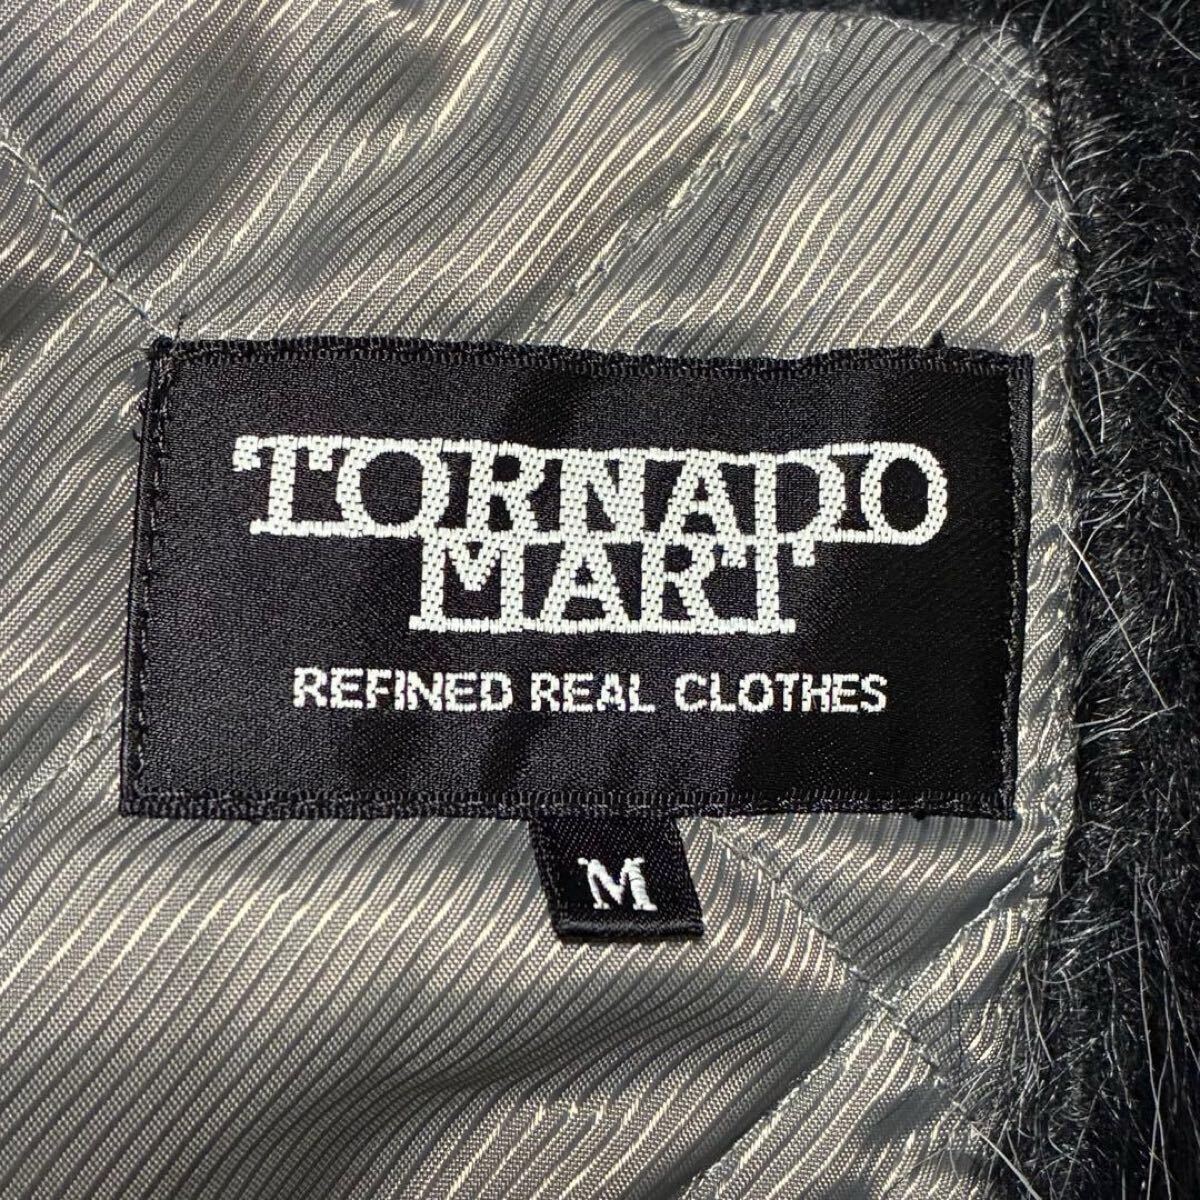 TORNADO
MART
REFINED REAL CLOTHES
M